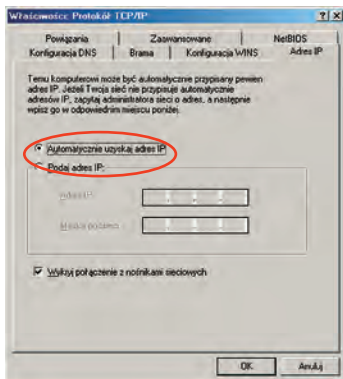 Właściwości: Protokół TCP/IP
Powiązania Zaawansowane NetBIOS
Konfiguracja DNS Brama Konfiguracja WINS Adres IP
Temu komputerowi może być automatycznie przypisany pewien
adres IP. Jeżeli Twoja sieć nie przypisuje automatycznie
adresów IP, zapytaj administratora sieci o adres, a następnie
wpisz go w odpowiednim miejscu poniżej.
Automatycznie uzyskaj adres IP
Podaj adres IP:
Adres IP:
Maska podsieci:
Wykryj połączenie z nośnikami sieciowych
OK Anuluj